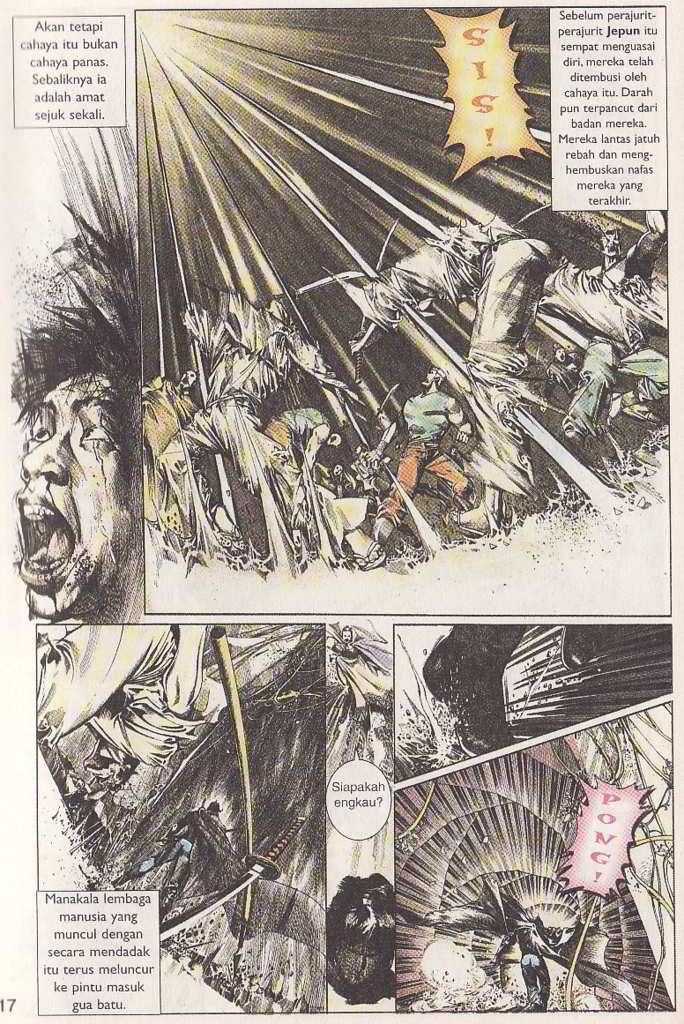 Akan tetapi
cahaya itu bukan
cahaya panas.
Sebaliknya ia
adalah amat
sejuk sekali.
SIS!
Sebelum perajurit-
perajurit Jepun itu
sempat menguasai
diri, mereka telah
ditembusi oleh
cahaya itu. Darah
pun terpancut dari
badan mereka.
Mereka lantas jatuh
rebah dan meng-
hembuskan nafas
mereka yang
terakhir.
Manakala lembaga
manusia yang
muncul dengan
secara mendadak
itu terus meluncur
ke pintu masuk
gua batu.
Siapakah
engkau?
PONG!
17